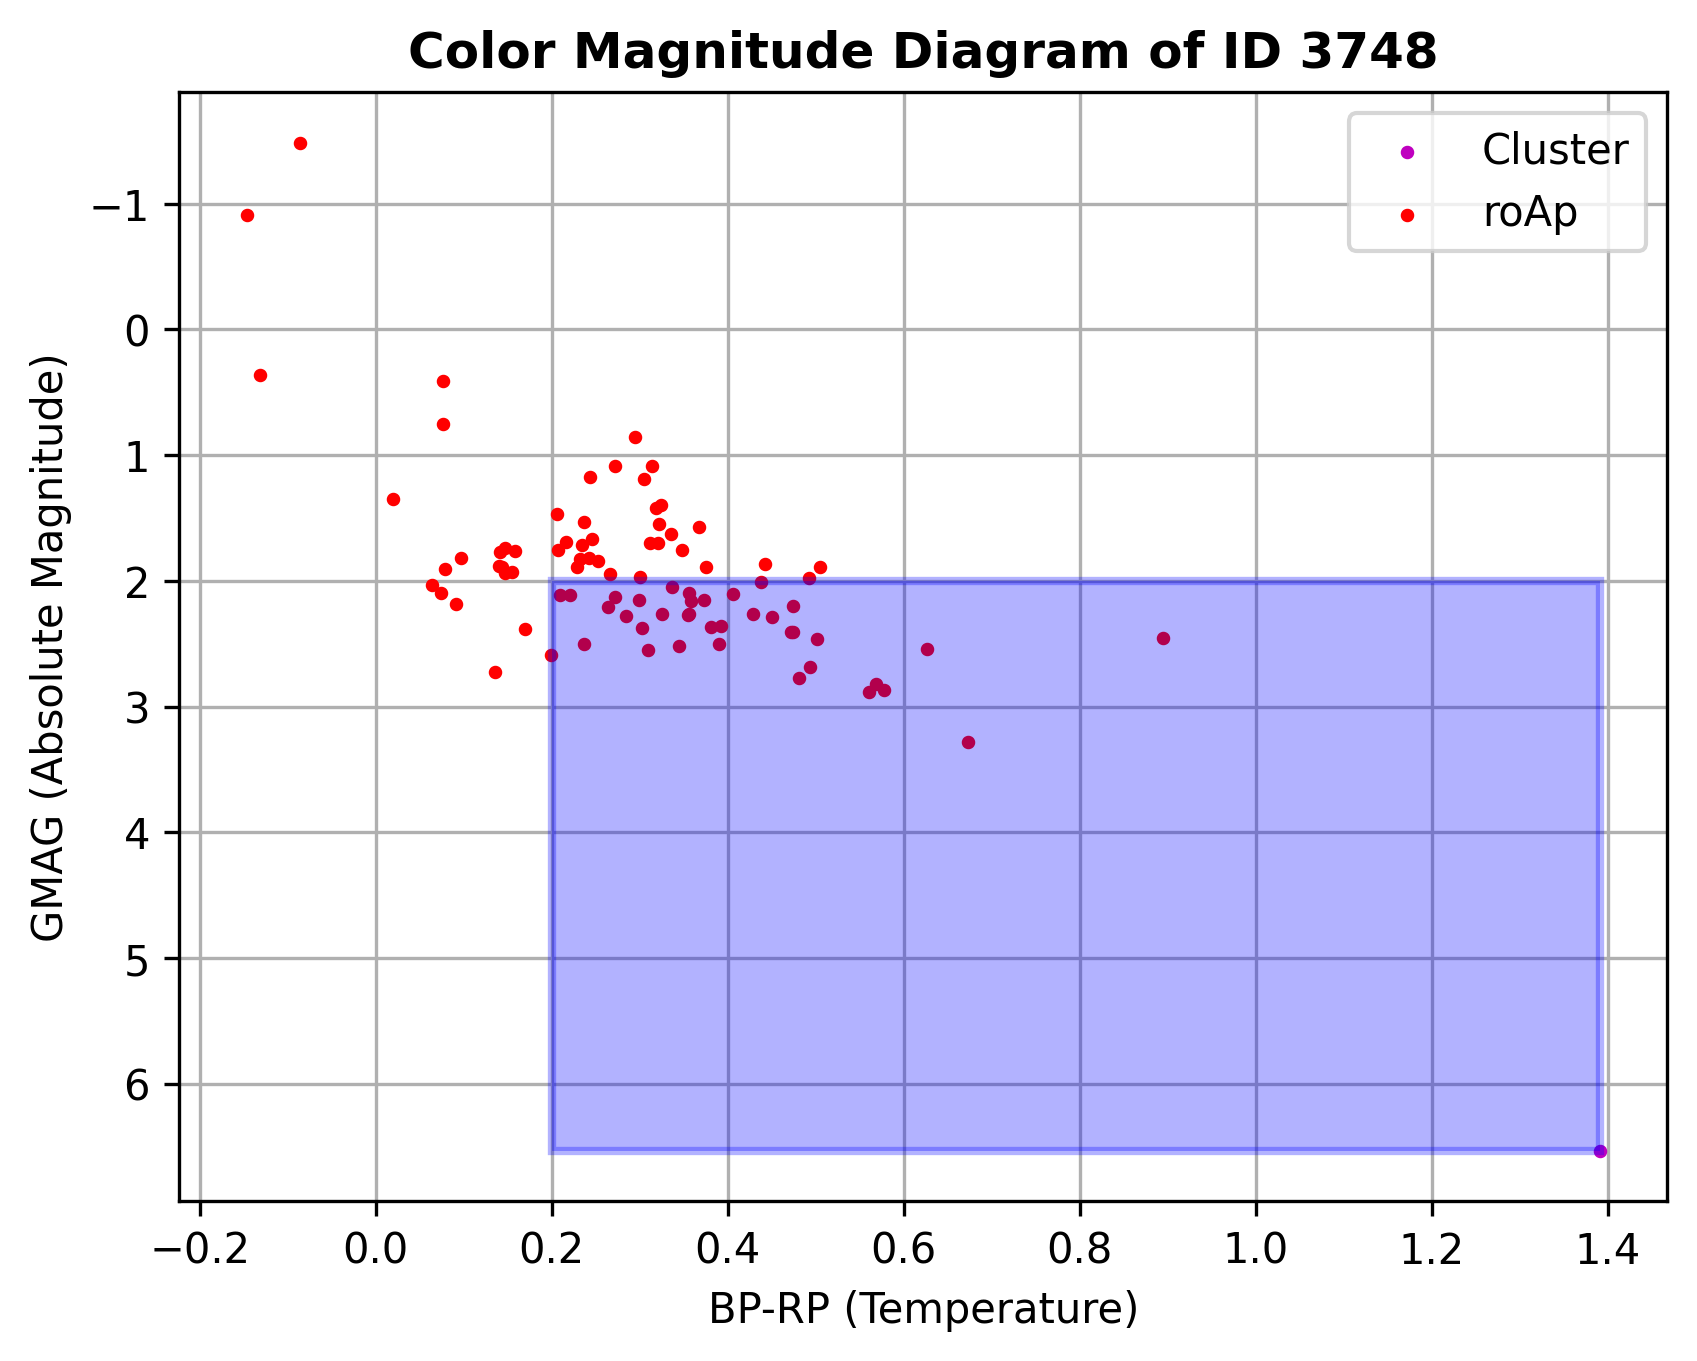 Color Magnitude Diagram of ID 3748
Cluster
roAp
GMAG (Absolute Magnitude)
−1
0
1
2
3
4
5
6
−0.2 0.0 0.2 0.4 0.6 0.8 1.0 1.2 1.4
BP-RP (Temperature)